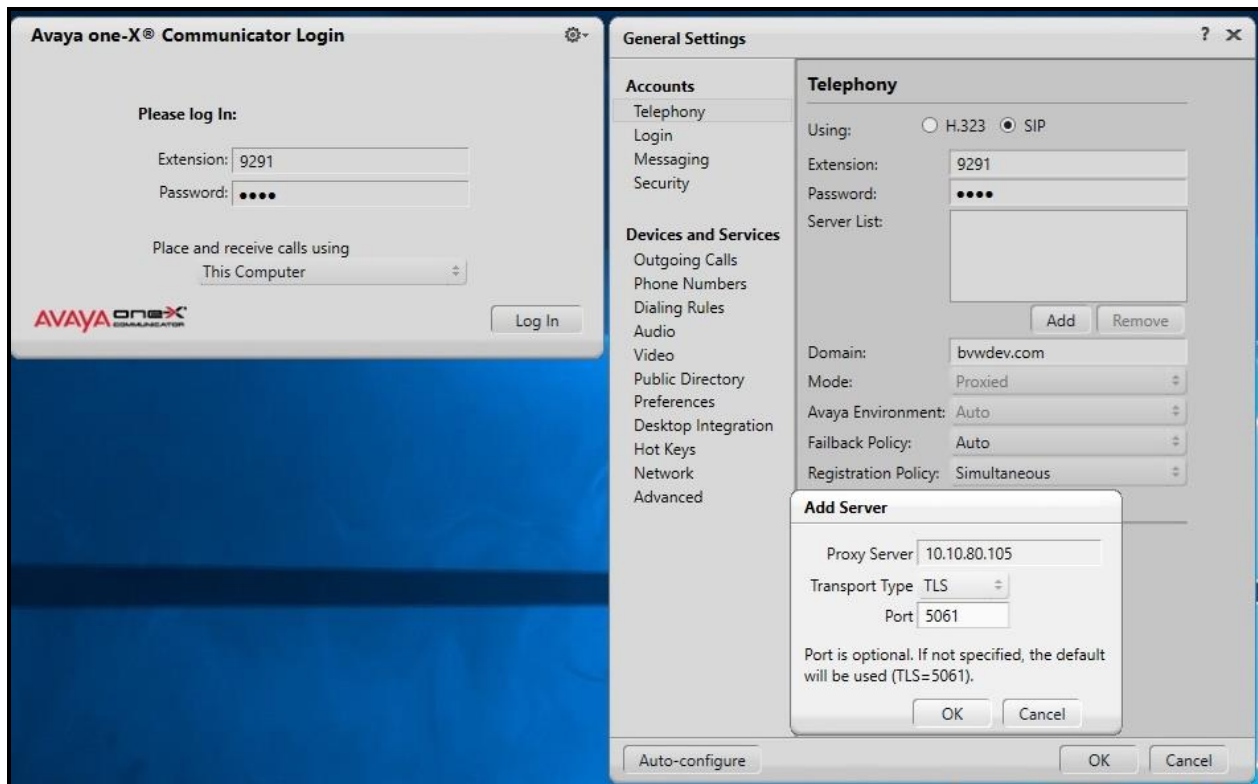 Avaya one-X® Communicator Login
Please log In:
Extension: 9291
Password: ••••
Place and receive calls using
This Computer
AVAYA one-X
COMMUNICATOR
Log In
General Settings
? X
Accounts
Telephony
Login
Messaging
Security
Devices and Services
Outgoing Calls
Phone Numbers
Dialing Rules
Audio
Video
Public Directory
Preferences
Desktop Integration
Hot Keys
Network
Advanced
Telephony
Using: H.323 SIP
Extension: 9291
Password: ••••
Server List:
Add Remove
Domain: bvwdev.com
Mode: Proxied
Avaya Environment: Auto
Failback Policy: Auto
Registration Policy: Simultaneous
Add Server
Proxy Server 10.10.80.105
Transport Type TLS
Port 5061
Port is optional. If not specified, the default
will be used (TLS=5061).
OK Cancel
Auto-configure
OK Cancel